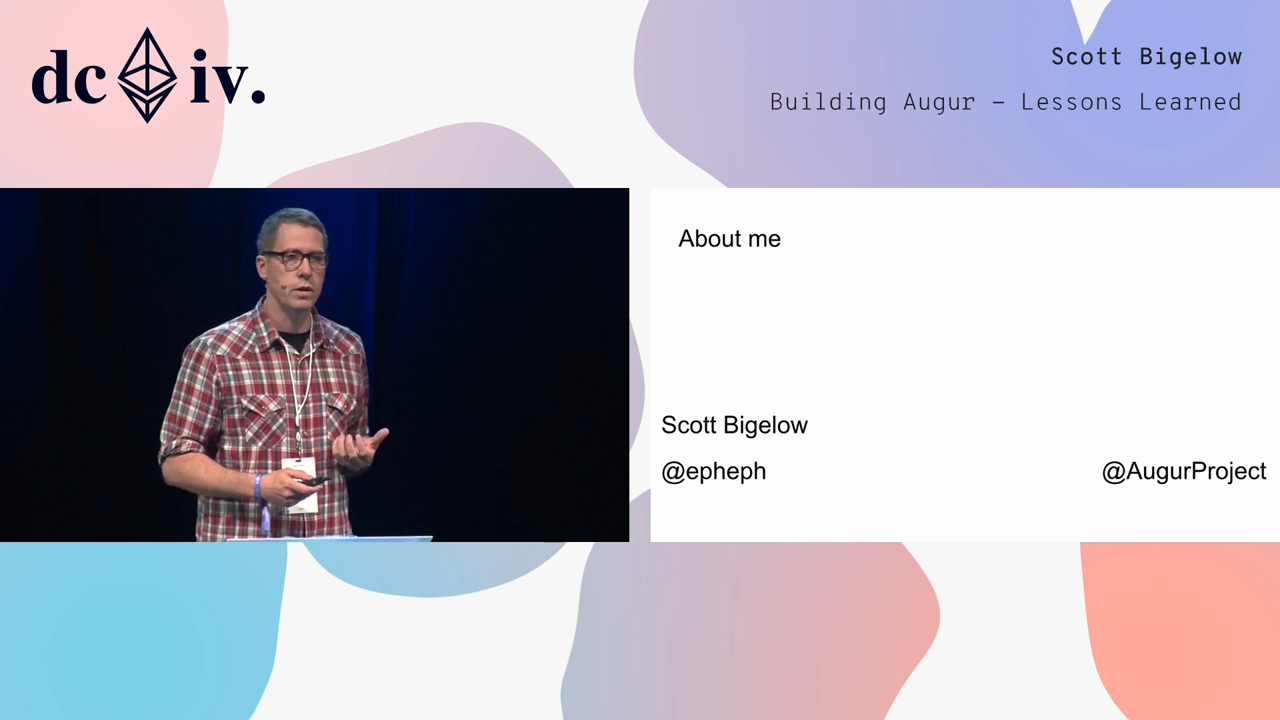 dc iv.
Scott Bigelow
Building Augur – Lessons Learned
About me
Scott Bigelow
@epheph
@AugurProject